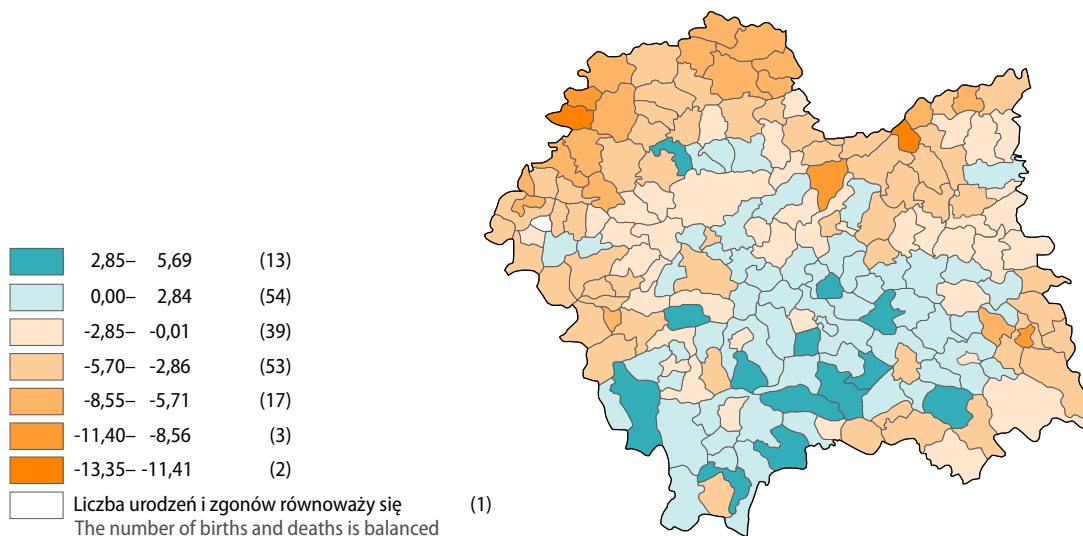 2,85– 5,69 (13)
0,00– 2,84 (54)
-2,85– -0,01 (39)
-5,70– -2,86 (53)
-8,55– -5,71 (17)
-11,40– -8,56 (3)
-13,35– -11,41 (2)
Liczba urodzeń i zgonów równoważy się (1)
The number of births and deaths is balanced